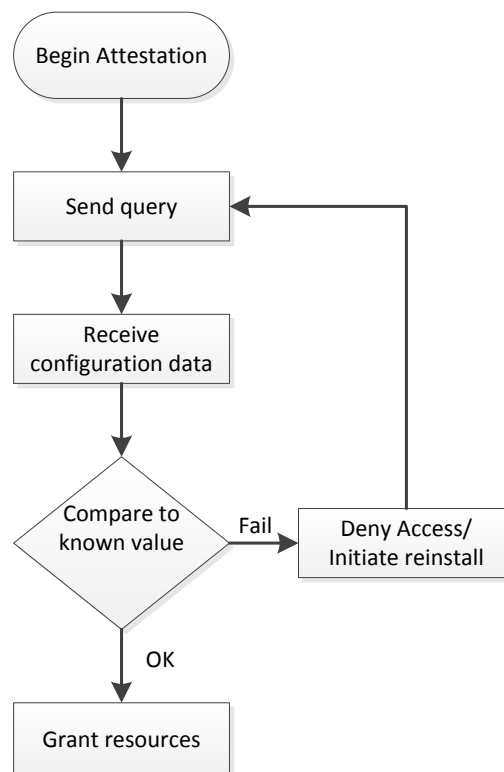 Begin Attestation
Send query
Receive
configuration data
Compare to
known value
Fail
Deny Access/
Initiate reinstall
OK
Grant resources